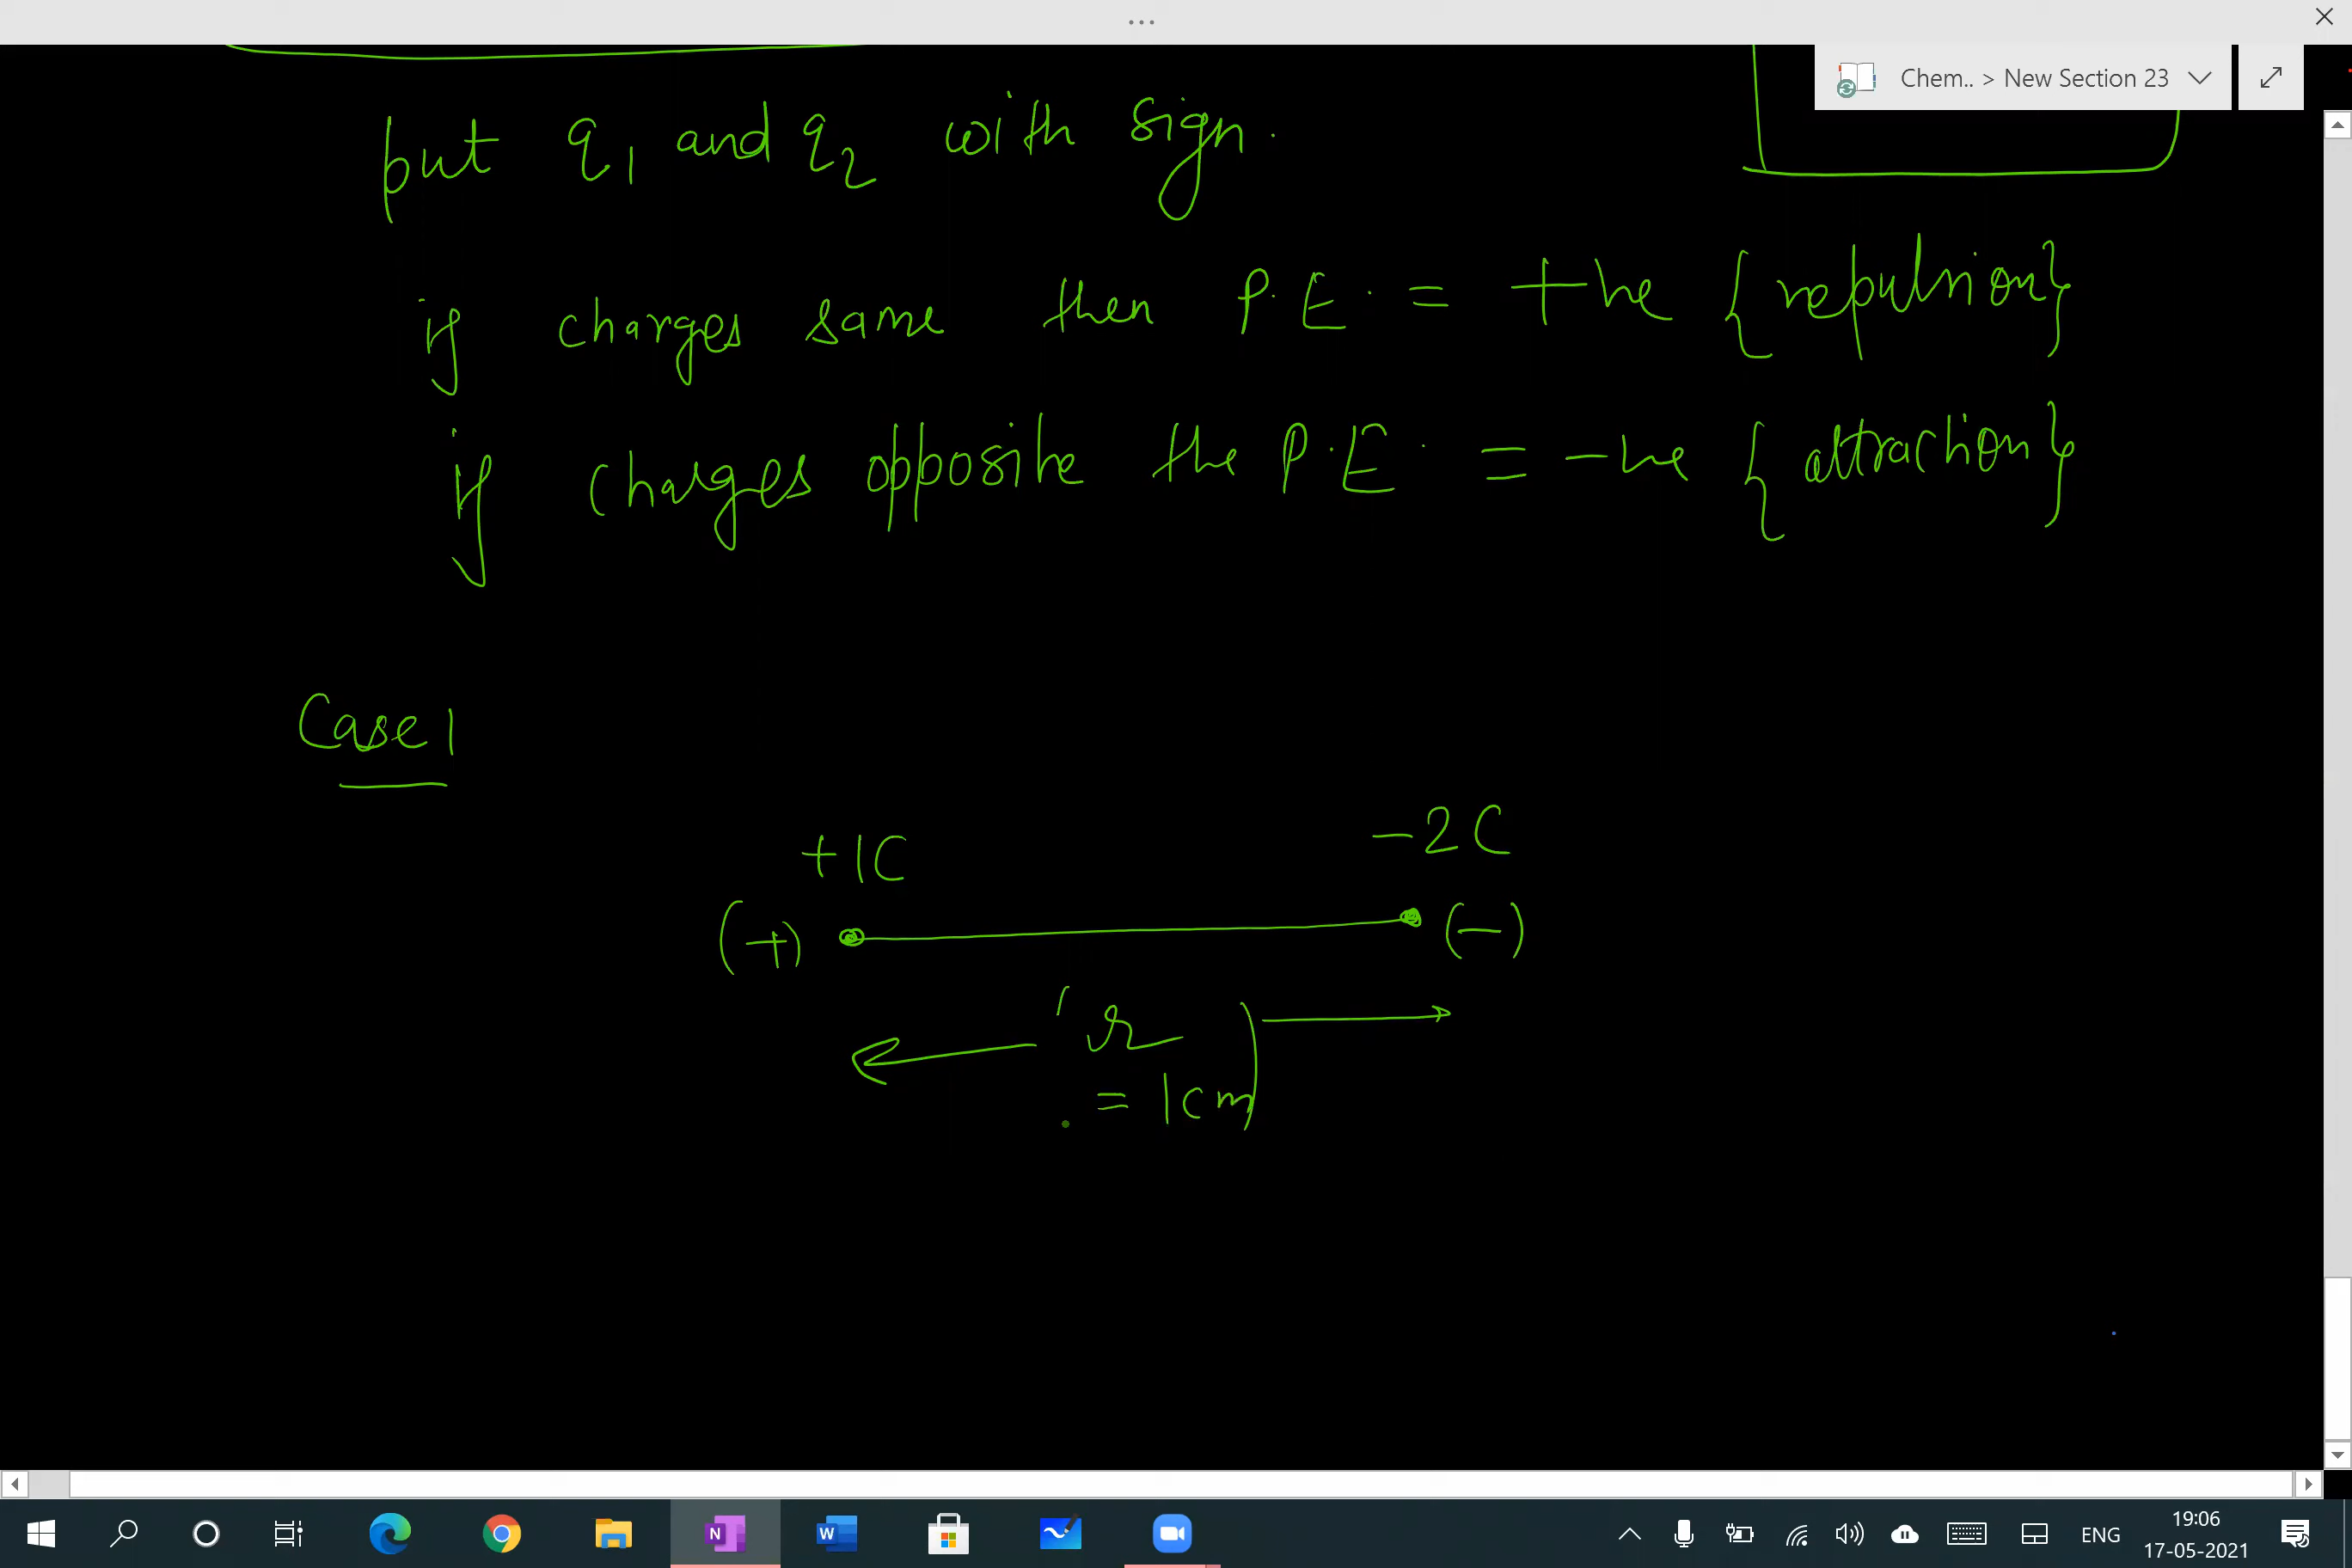 Chem.. > New Section 23
put q1 and q2 with sign.
if charges same then P.E. = +ve {repulsion}
if charges opposite the P.E. = -ve {attraction}
Case 1
+1C
-2C
(+)
(-)
(r
= 1cm)
ENG
19:06
17-05-2021